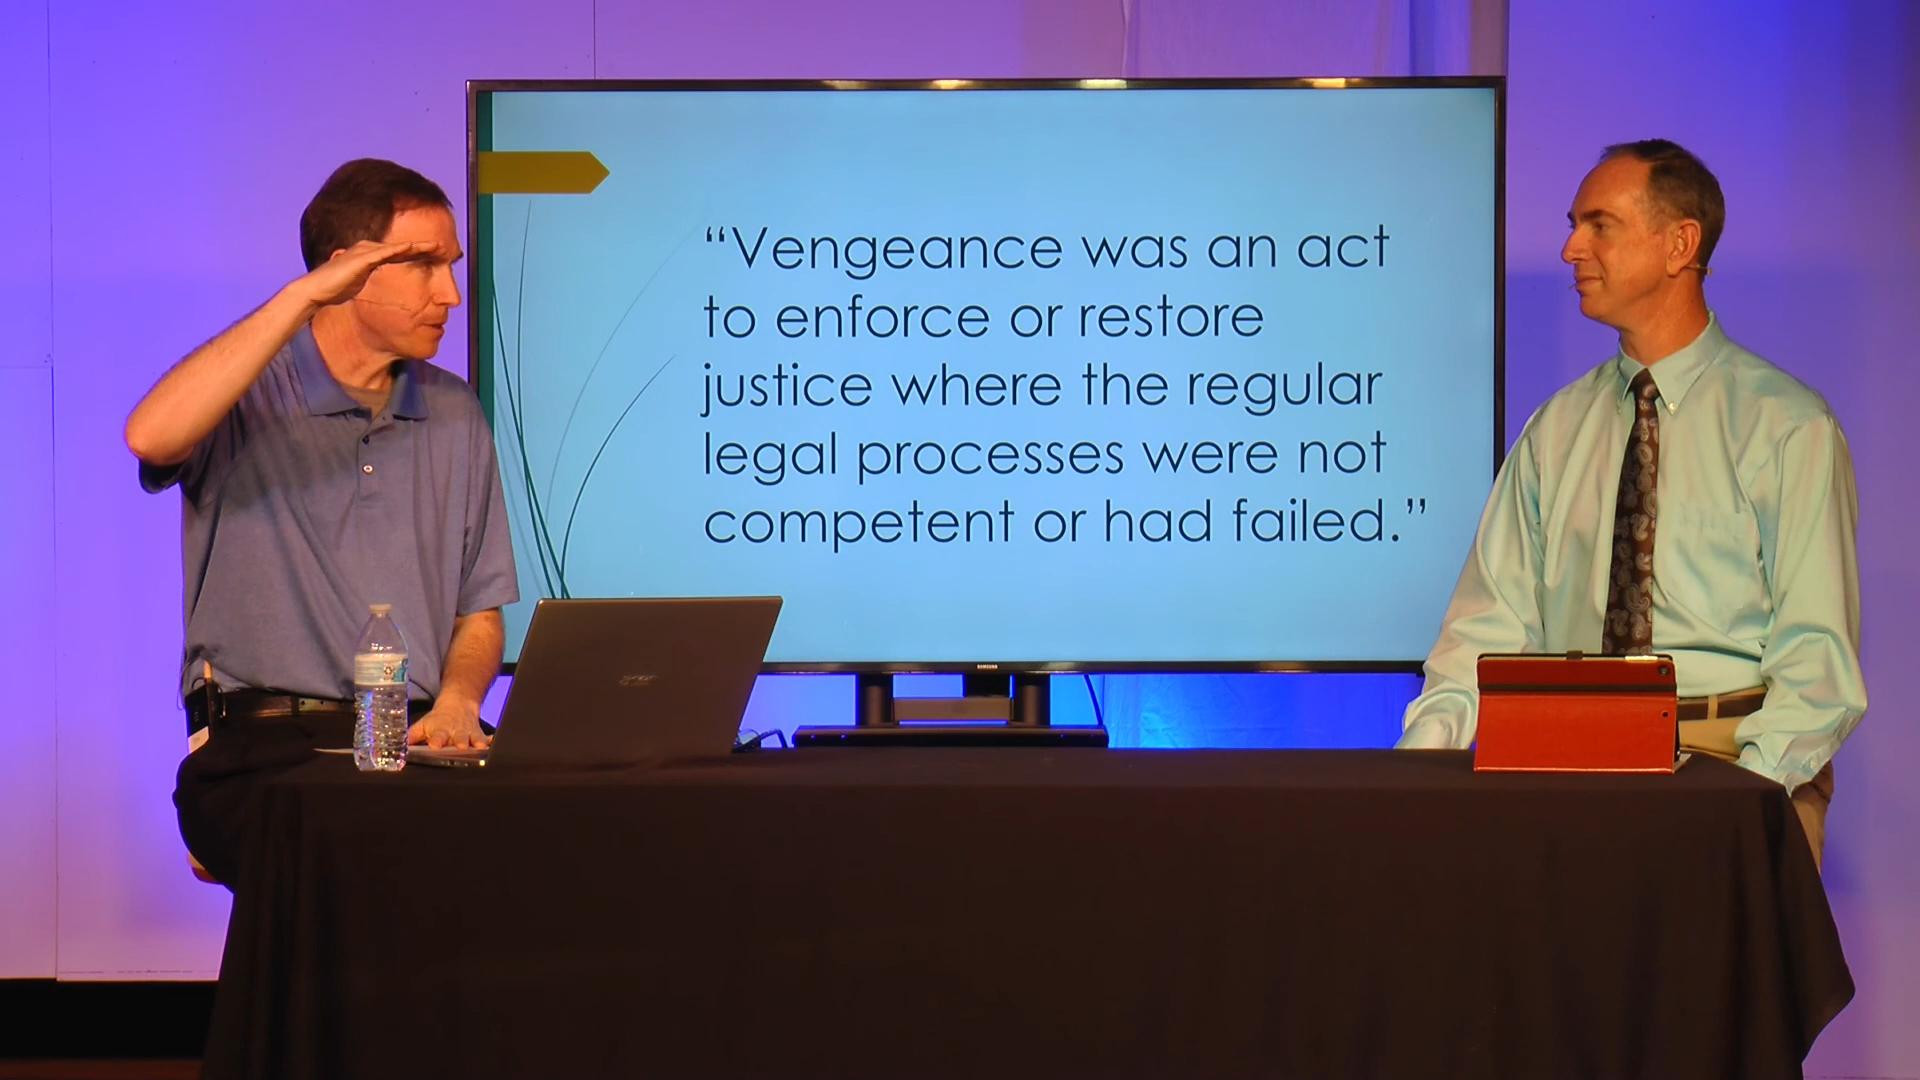 “Vengeance was an act
to enforce or restore
justice where the regular
legal processes were not
competent or had failed.”
SAMSUNG